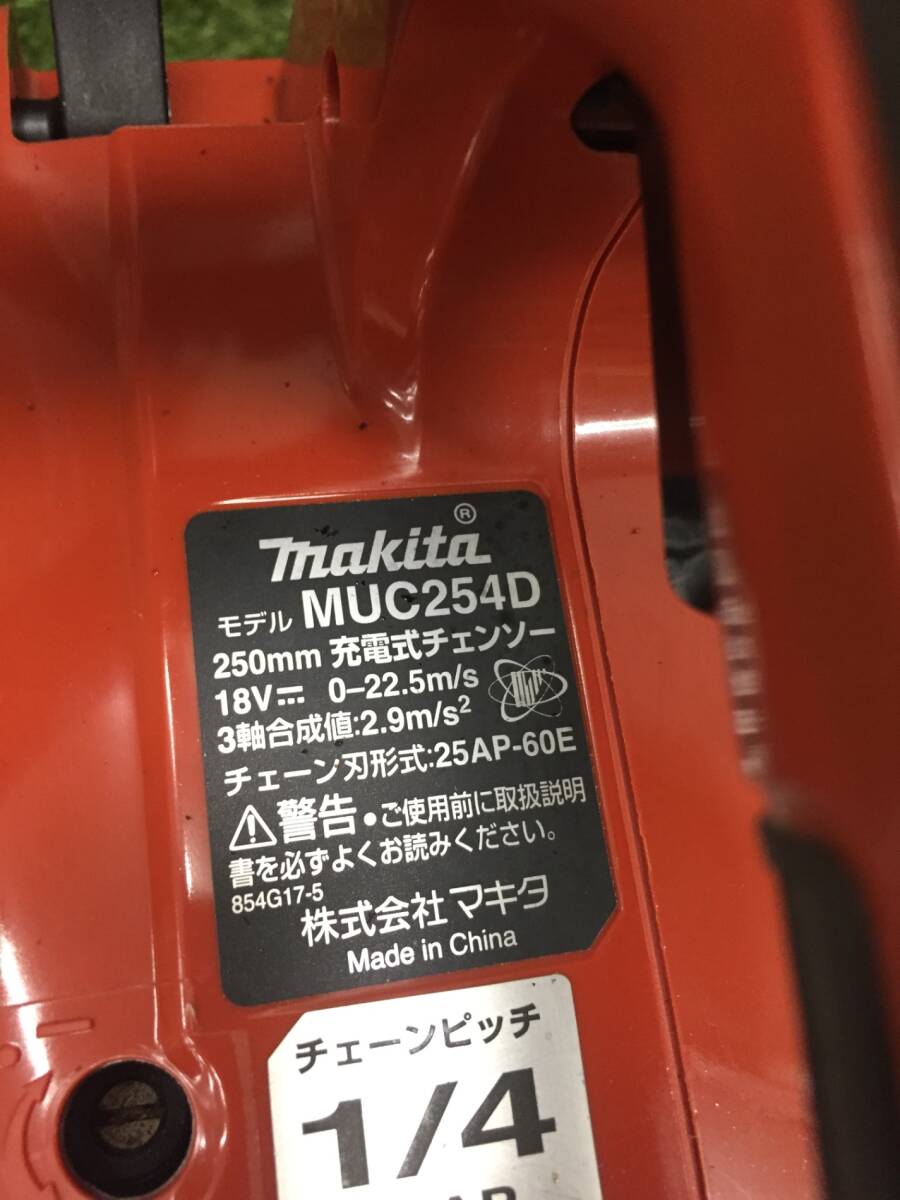 makita®
モデル MUC254D
250mm 充電式チェンソー
18V⎓ 0–22.5m/s
3軸合成値:2.9m/s²
チェーン刃形式:25AP-60E
⚠警告●ご使用前に取扱説明
書を必ずよくお読みください。
854G17-5
株式会社マキタ
Made in China
チェーンピッチ
1/4